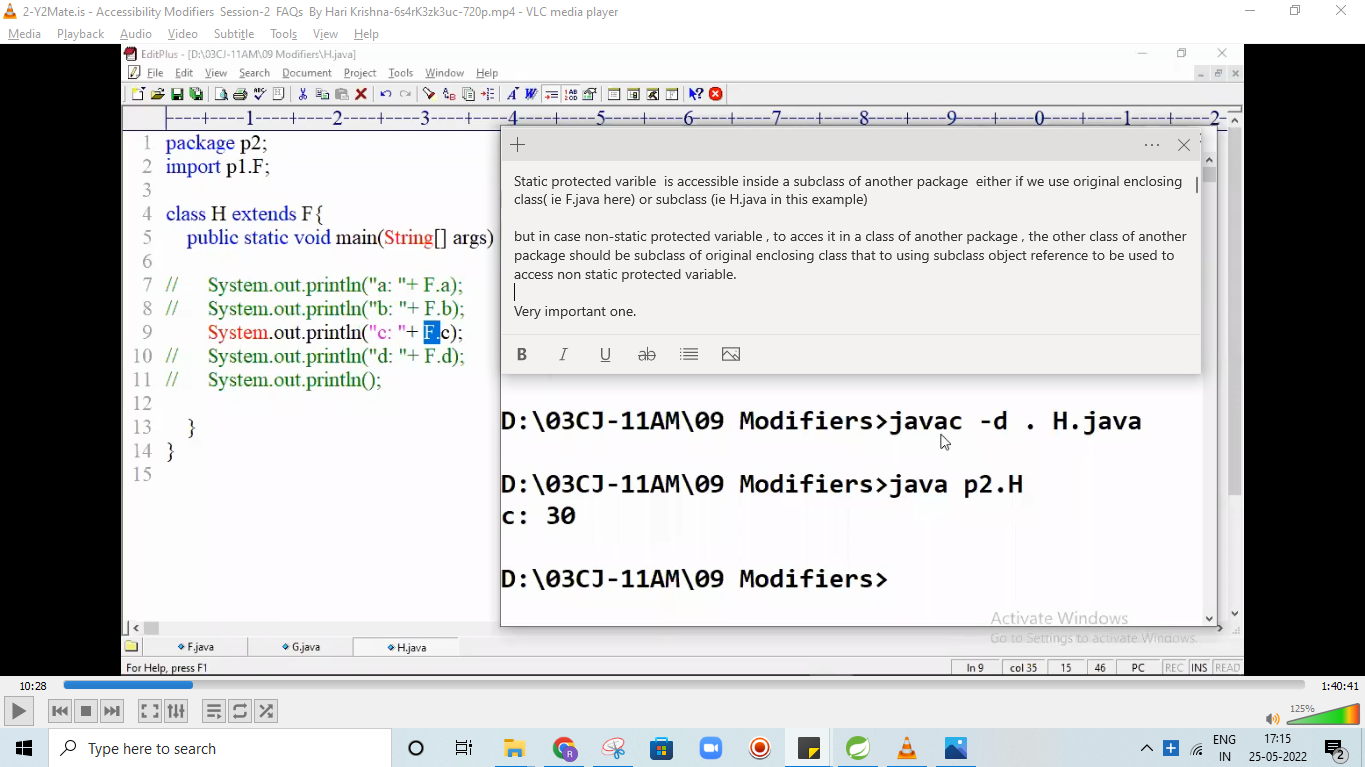 2-Y2Mate.is - Accessibility Modifiers Session-2 FAQs By Hari Krishna-6s4rK3zk3uc-720p.mp4 - VLC media player
Media Playback Audio Video Subtitle Tools View Help
EditPlus - [D:\03CJ-11AM\09 Modifiers\H.java]
File Edit View Search Document Project Tools Window Help
----+----1----+----2----+----3----+----4----+----5----+----6----+----7----+----8----+----9----+----0----+----1----+----2-
1 package p2;
2 import p1.F;
3
4 class H extends F{
5 public static void main(String[] args)
6
7 // System.out.println("a: "+ F.a);
8 // System.out.println("b: "+ F.b);
9 System.out.println("c: "+ F.c);
10 // System.out.println("d: "+ F.d);
11 // System.out.println();
12
13 }
14 }
15
Static protected varible is accessible inside a subclass of another package either if we use original enclosing
class( ie F.java here) or subclass (ie H.java in this example)
but in case non-static protected variable , to acces it in a class of another package , the other class of another
package should be subclass of original enclosing class that to using subclass object reference to be used to
access non static protected variable.
Very important one.
B I U ab
D:\03CJ-11AM\09 Modifiers>javac -d . H.java
D:\03CJ-11AM\09 Modifiers>java p2.H
c: 30
D:\03CJ-11AM\09 Modifiers>
Activate Windows
Go to Settings to activate Windows.
F.java G.java H.java
For Help, press F1 ln 9 col 35 15 46 PC REC INS READ
10:28 1:40:41
125%
Type here to search
ENG 17:15
IN 25-05-2022 2